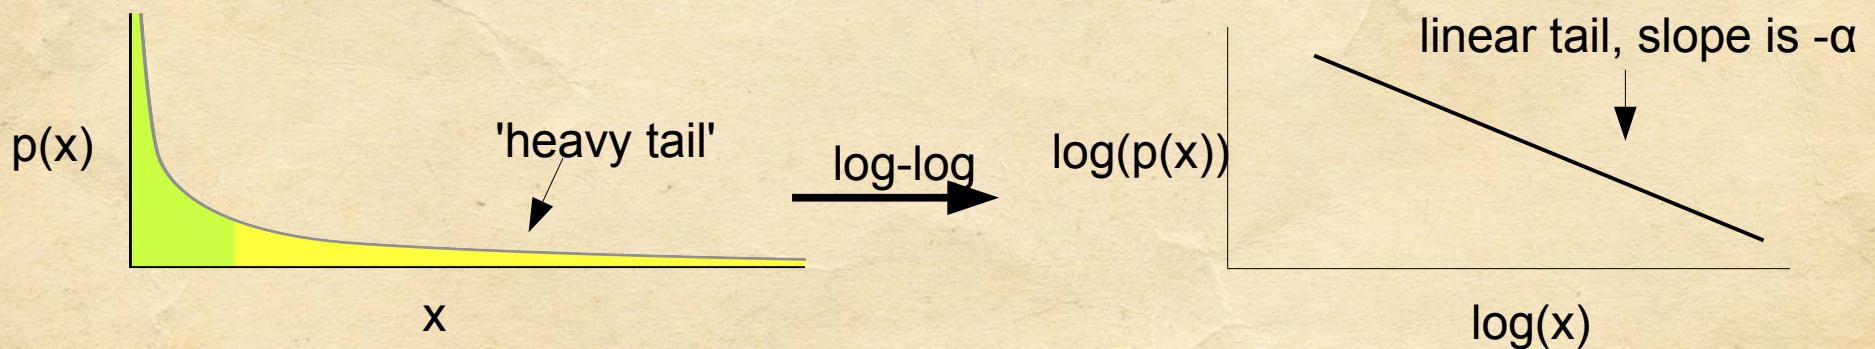 linear tail, slope is -α
p(x)
'heavy tail'
log-log
log(p(x))
x
log(x)